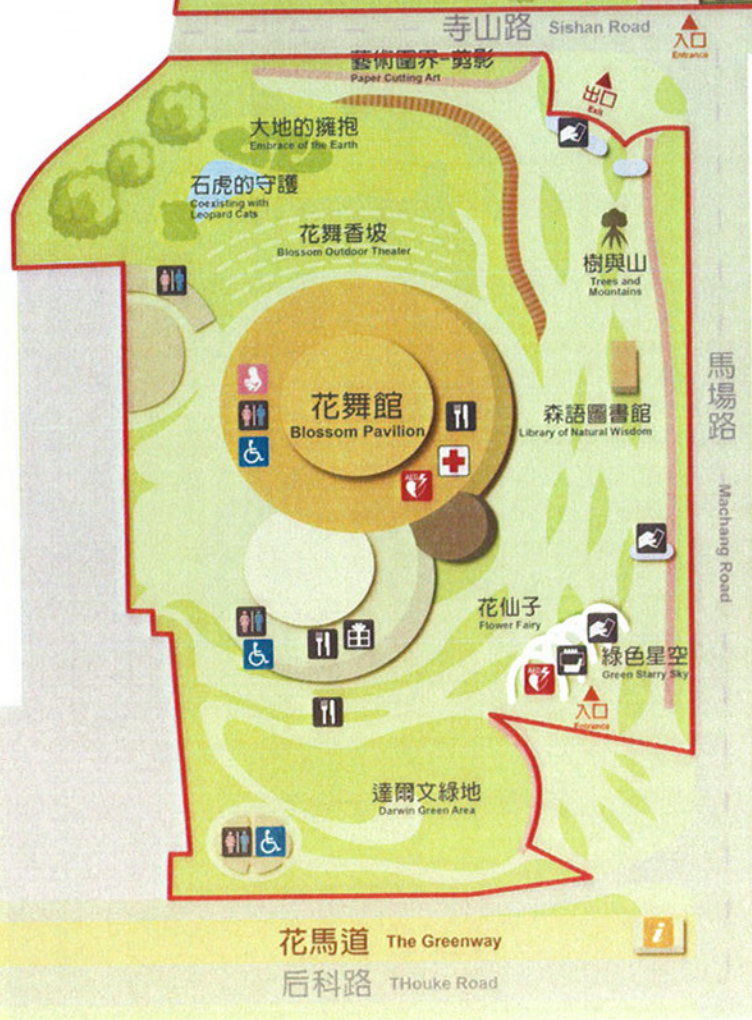 寺山路 Sishan Road
入口
Entrance
藝術圍界-剪影
Paper Cutting Art
出口
Exit
大地的擁抱
Embrace of the Earth
石虎的守護
Coexisting with
Leopard Cats
花舞香坡
Blossom Outdoor Theater
樹與山
Trees and
Mountains
馬場路
Machang Road
花舞館
Blossom Pavilion
AED
森語圖書館
Library of Natural Wisdom
花仙子
Flower Fairy
綠色星空
Green Starry Sky
AED
入口
Entrance
達爾文綠地
Darwin Green Area
花馬道 The Greenway
i
后科路 THouke Road